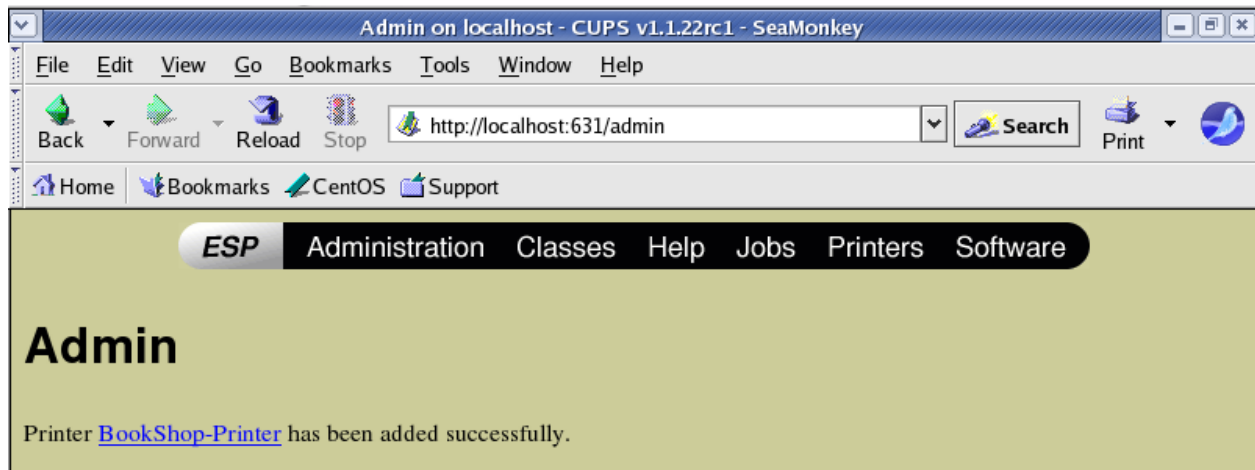 Admin on localhost - CUPS v1.1.22rc1 - SeaMonkey
File Edit View Go Bookmarks Tools Window Help
Back Forward Reload Stop http://localhost:631/admin Search Print
Home Bookmarks CentOS Support
ESP Administration Classes Help Jobs Printers Software
Admin
Printer BookShop-Printer has been added successfully.